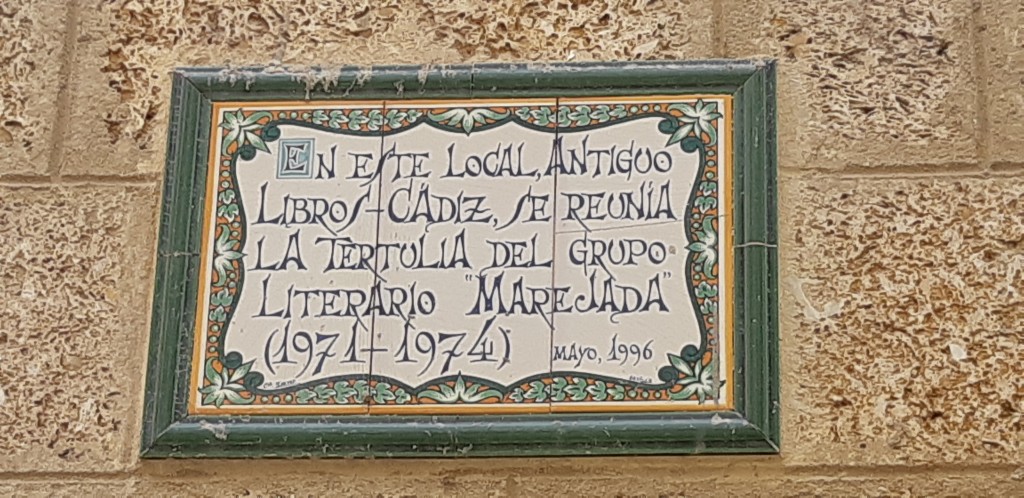 EN ESTE LOCAL, ANTIGUO
LIBROS-CÁDIZ, SE REUNÍA
LA TERTULIA DEL GRUPO
LITERARIO "MAREJADA"
(1971-1974) MAYO, 1996